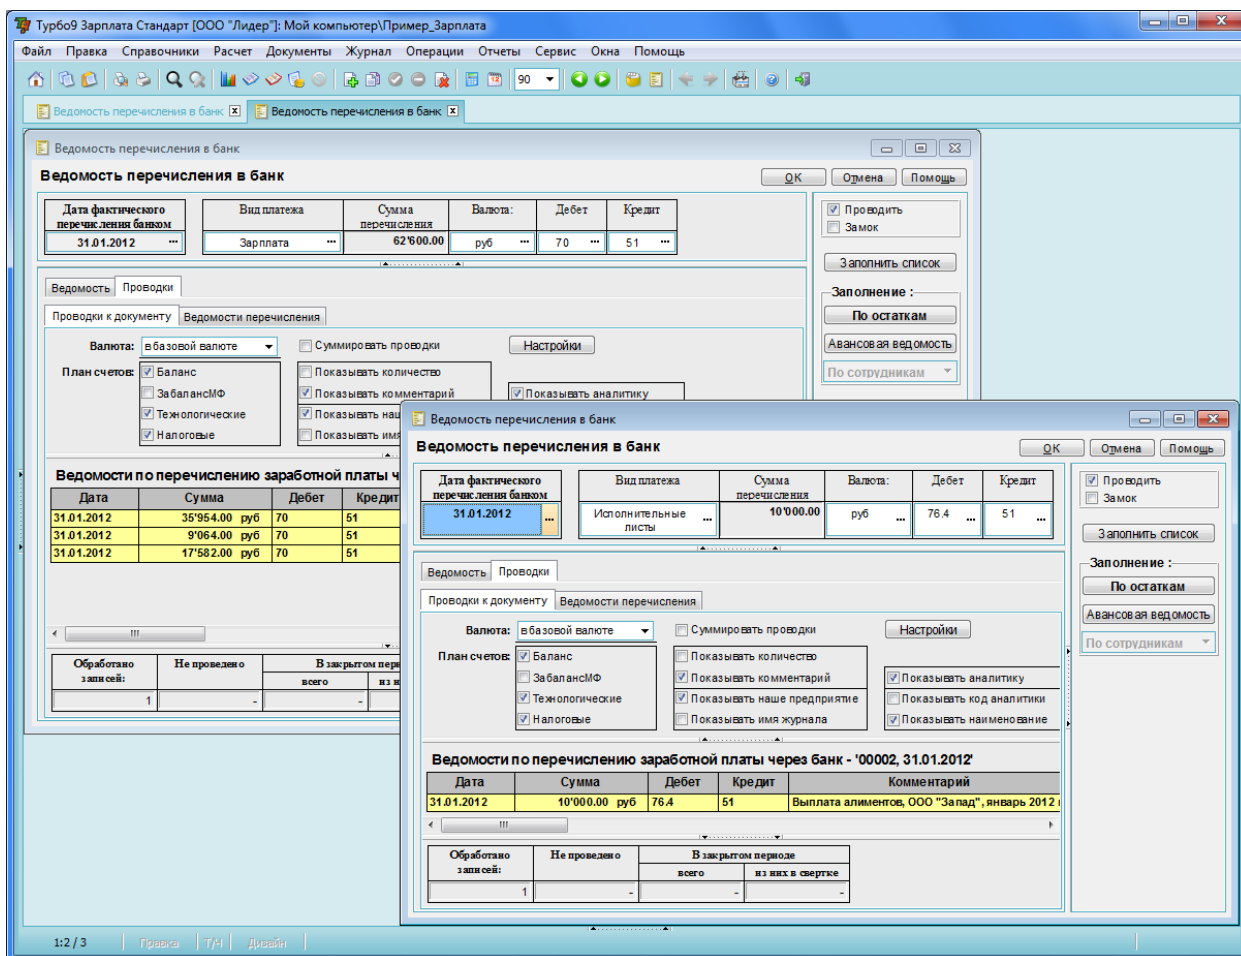 Турбо9 Зарплата Стандарт [ООО "Лидер"]: Мой компьютер\Пример_Зарплата
Файл Правка Справочники Расчет Документы Журнал Операции Отчеты Сервис Окна Помощь
90
Ведомость перечисления в банк Ведомость перечисления в банк
Ведомость перечисления в банк
Ведомость перечисления в банк
OK Отмена Помощь
Дата фактического перечисления банком Вид платежа Сумма перечисления Валюта: Дебет Кредит
31.01.2012 ... Зарплата ... 62'600.00 руб ... 70 ... 51 ...
Проводить
Замок
Заполнить список
Заполнение :
По остаткам
Авансовая ведомость
По сотрудникам
Ведомость Проводки
Проводки к документу Ведомости перечисления
Валюта: в базовой валюте Суммировать проводки Настройки
План счетов: Баланс Показывать количество
ЗабалансМФ Показывать комментарий Показывать аналитику
Технологические Показывать наш
Налоговые Показывать имя
Ведомости по перечислению заработной платы ч
Дата Сумма Дебет Кредит
31.01.2012 35'954.00 руб 70 51
31.01.2012 9'064.00 руб 70 51
31.01.2012 17'582.00 руб 70 51
Обработано записей: Не проведено В закрытом пер
всего из н
1 - -
Ведомость перечисления в банк
Ведомость перечисления в банк
OK Отмена Помощь
Дата фактического перечисления банком Вид платежа Сумма перечисления Валюта: Дебет Кредит
31.01.2012 ... Исполнительные листы ... 10'000.00 руб ... 76.4 ... 51 ...
Проводить
Замок
Заполнить список
Заполнение :
По остаткам
Авансовая ведомость
По сотрудникам
Ведомость Проводки
Проводки к документу Ведомости перечисления
Валюта: в базовой валюте Суммировать проводки Настройки
План счетов: Баланс Показывать количество
ЗабалансМФ Показывать комментарий Показывать аналитику
Технологические Показывать наше предприятие Показывать код аналитики
Налоговые Показывать имя журнала Показывать наименование
Ведомости по перечислению заработной платы через банк - '00002, 31.01.2012'
Дата Сумма Дебет Кредит Комментарий
31.01.2012 10'000.00 руб 76.4 51 Выплата алиментов, ООО "Запад", январь 2012
Обработано записей: Не проведено В закрытом периоде
всего из них в свертке
1 - - -
1:2 / 3 Правка Т/Ч Дизайн